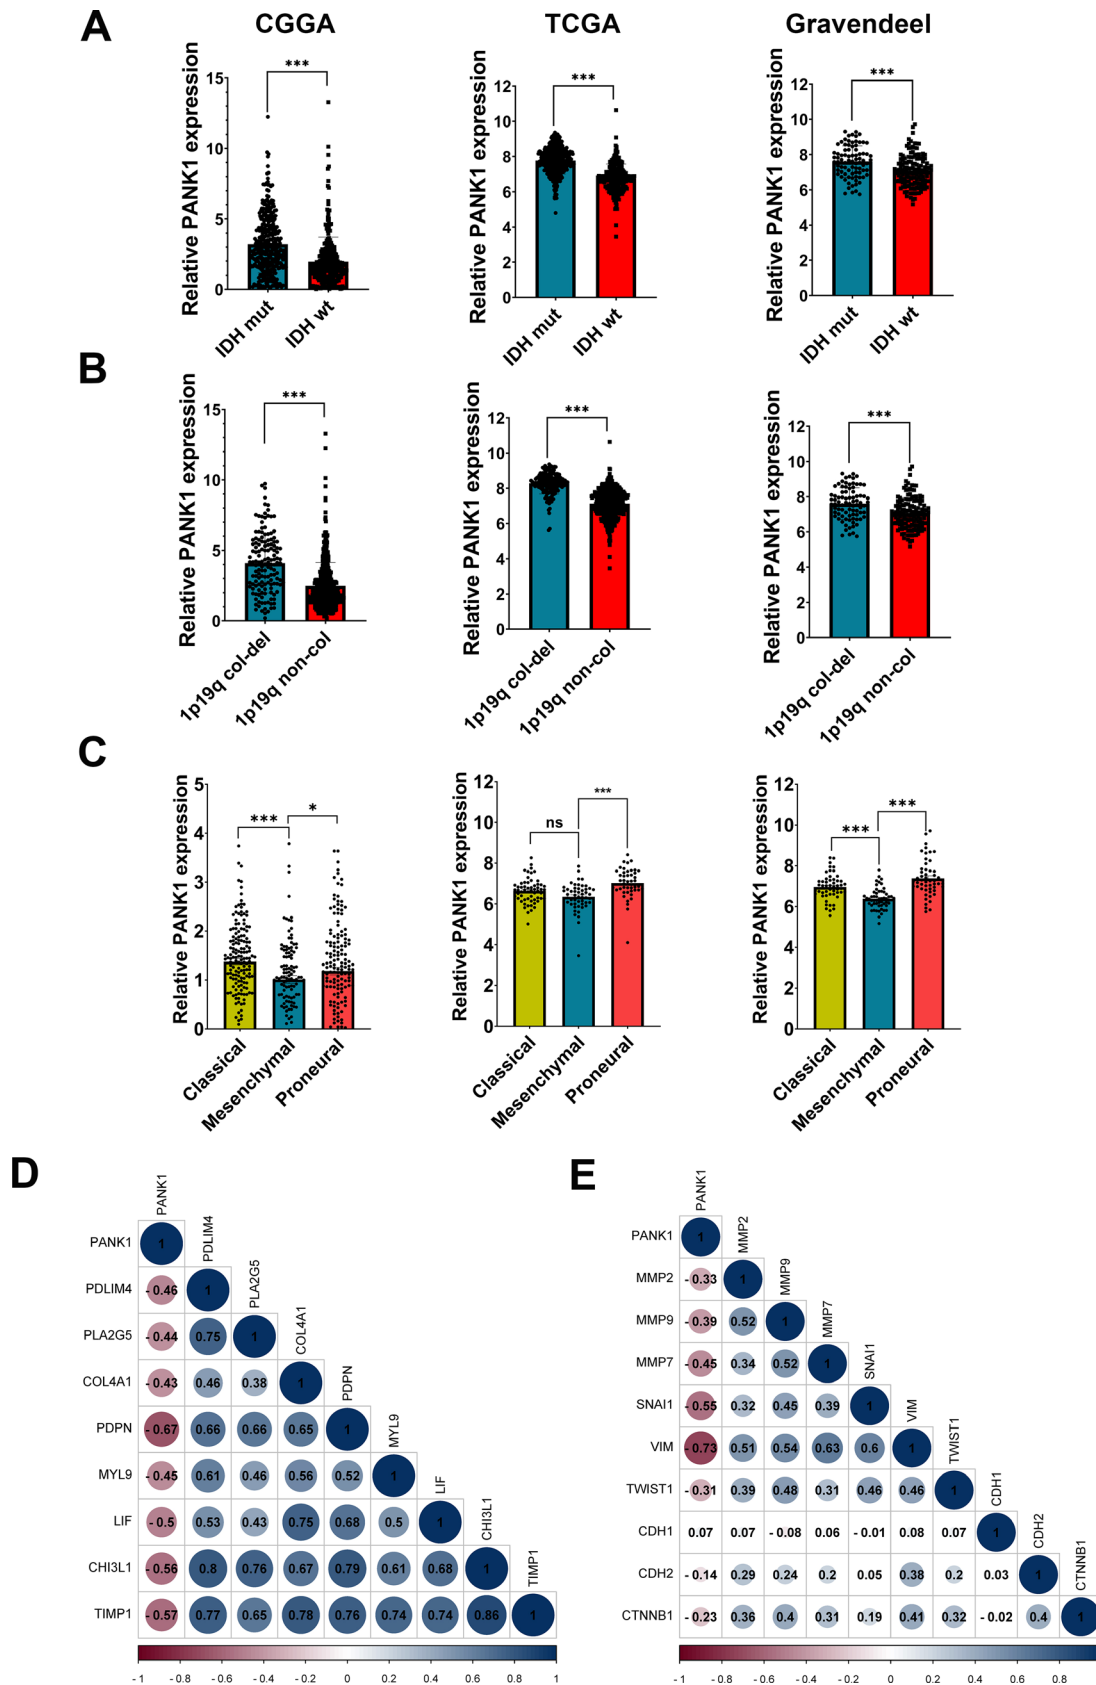 A
CGGA
TCGA
Gravendeel
Relative PANK1 expression
15
10
5
0
***
IDH mut
IDH wt
Relative PANK1 expression
12
10
8
6
4
2
0
***
IDH mut
IDH wt
Relative PANK1 expression
12
10
8
6
4
2
0
***
IDH mut
IDH wt
B
Relative PANK1 expression
15
10
5
0
***
1p19q col-del
1p19q non-col
Relative PANK1 expression
12
10
8
6
4
2
0
***
1p19q col-del
1p19q non-col
Relative PANK1 expression
12
10
8
6
4
2
0
***
1p19q col-del
1p19q non-col
C
Relative PANK1 expression
5
4
3
2
1
0
***
*
Classical
Mesenchymal
Proneural
Relative PANK1 expression
12
10
8
6
4
2
0
ns
***
Classical
Mesenchymal
Proneural
Relative PANK1 expression
12
10
8
6
4
2
0
***
***
Classical
Mesenchymal
Proneural
D
PANK1
PDLIM4
PLA2G5
COL4A1
PDPN
MYL9
LIF
CHI3L1
TIMP1
PANK1 1
PDLIM4 -0.46 1
PLA2G5 -0.44 0.75 1
COL4A1 -0.43 0.46 0.38 1
PDPN -0.67 0.66 0.66 0.65 1
MYL9 -0.45 0.61 0.46 0.56 0.52 1
LIF -0.5 0.53 0.43 0.75 0.68 0.5 1
CHI3L1 -0.56 0.8 0.76 0.67 0.79 0.61 0.68 1
TIMP1 -0.57 0.77 0.65 0.78 0.76 0.74 0.74 0.86 1
-1 -0.8 -0.6 -0.4 -0.2 0 0.2 0.4 0.6 0.8 1
E
PANK1
MMP2
MMP9
MMP7
SNAI1
VIM
TWIST1
CDH1
CDH2
CTNNB1
PANK1 1
MMP2 -0.33 1
MMP9 -0.39 0.52 1
MMP7 -0.45 0.34 0.52 1
SNAI1 -0.55 0.32 0.45 0.39 1
VIM -0.73 0.51 0.54 0.63 0.6 1
TWIST1 -0.31 0.39 0.48 0.31 0.46 0.46 1
CDH1 0.07 0.07 -0.08 0.06 -0.01 0.08 0.07 1
CDH2 -0.14 0.29 0.24 0.2 0.05 0.38 0.2 0.03 1
CTNNB1 -0.23 0.36 0.4 0.31 0.19 0.41 0.32 -0.02 0.4 1
-1 -0.8 -0.6 -0.4 -0.2 0 0.2 0.4 0.6 0.8